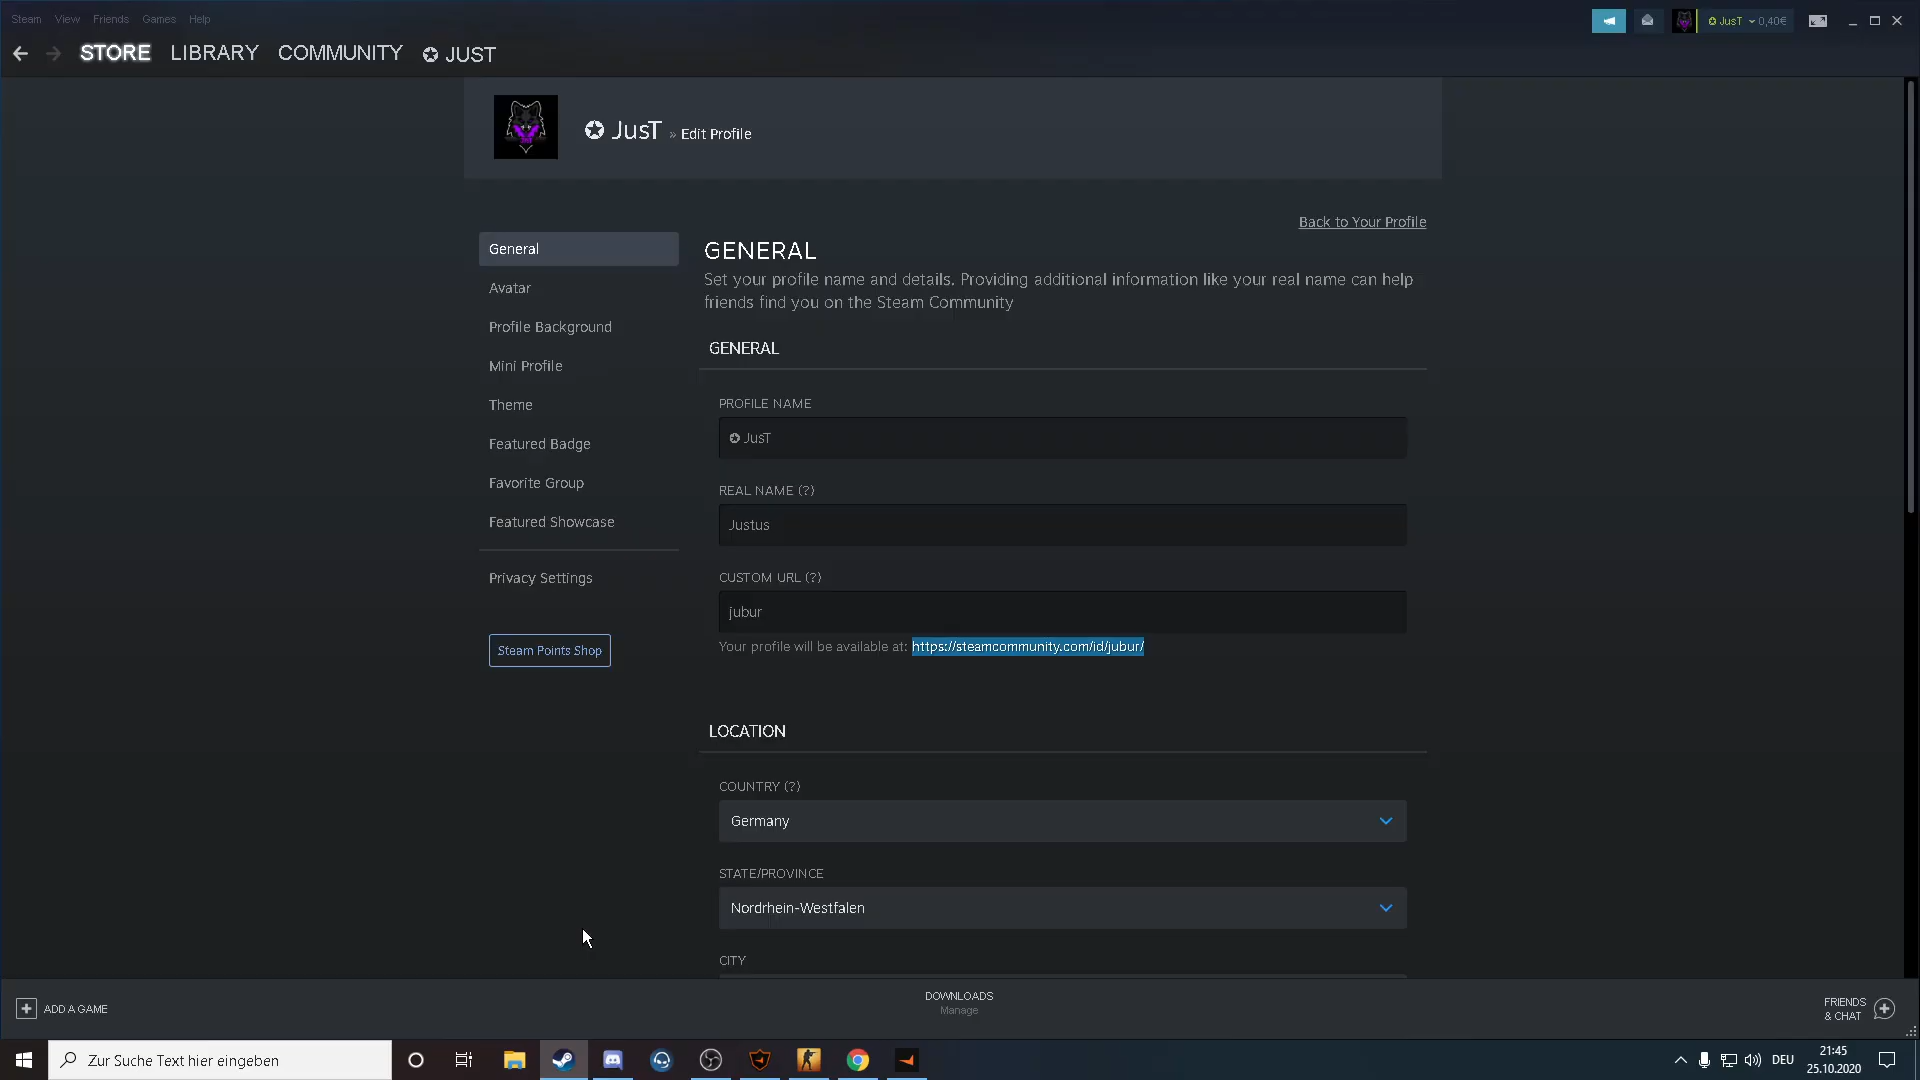 Steam View Friends Games Help
JusT 0,40€
STORE LIBRARY COMMUNITY ✪ JUST
✪ JusT » Edit Profile
Back to Your Profile
General
Avatar
Profile Background
Mini Profile
Theme
Featured Badge
Favorite Group
Featured Showcase
Privacy Settings
Steam Points Shop
GENERAL
Set your profile name and details. Providing additional information like your real name can help
friends find you on the Steam Community
GENERAL
PROFILE NAME
✪ JusT
REAL NAME (?)
Justus
CUSTOM URL (?)
jubur
Your profile will be available at: https://steamcommunity.com/id/jubur/
LOCATION
COUNTRY (?)
Germany
STATE/PROVINCE
Nordrhein-Westfalen
CITY
ADD A GAME
DOWNLOADS
Manage
FRIENDS
& CHAT
Zur Suche Text hier eingeben
DEU
21:45
25.10.2020